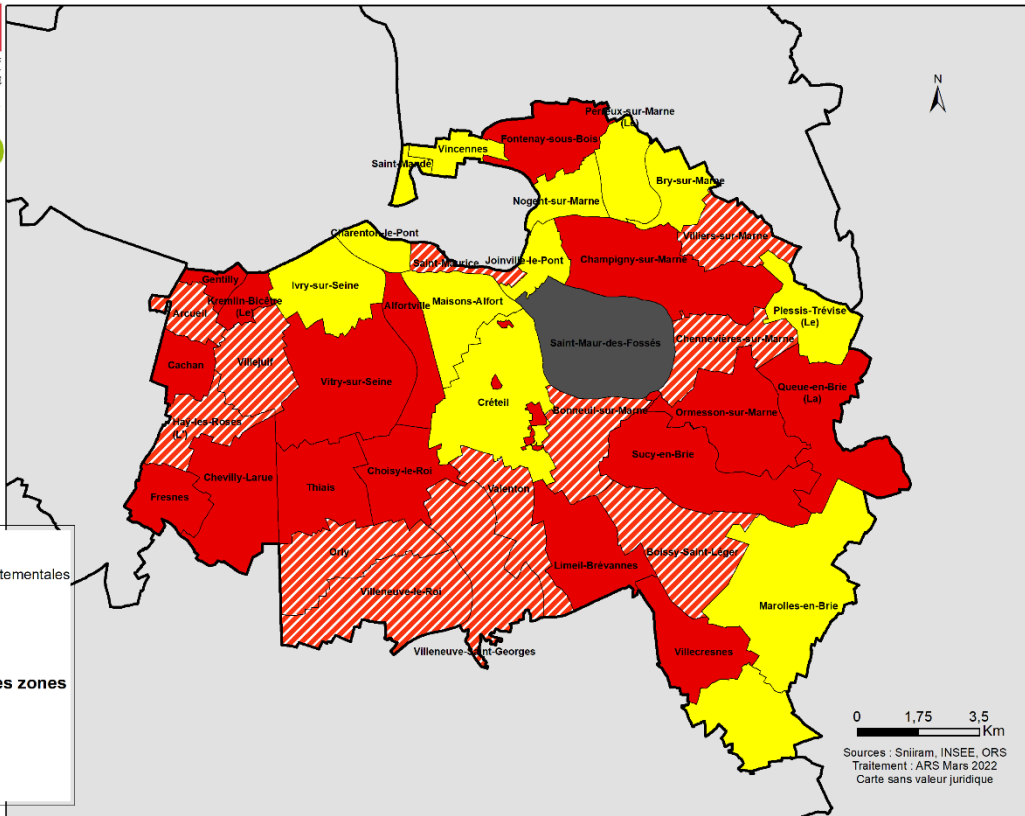 N
Perreux-sur-Marne
(Le)
Fontenay-sous-Bois
Vincennes
Saint-Mandé
Bry-sur-Marne
Nogent-sur-Marne
Charenton-le-Pont
Villiers-sur-Marne
Saint-Maurice
Joinville-le-Pont
Champigny-sur-Marne
Gentilly
Ivry-sur-Seine
Kremlin-Bicêtre
(Le)
Alfortville
Maisons-Alfort
Arcueil
Plessis-Trévise
(Le)
Saint-Maur-des-Fossés
Chennevières-sur-Marne
Cachan
Villejuif
Vitry-sur-Seine
Queue-en-Brie
(La)
Créteil
Bonneuil-sur-Marne
Ormesson-sur-Marne
Hay-les-Roses
(L')
Sucy-en-Brie
Chevilly-Larue
Choisy-le-Roi
Thiais
Valenton
Fresnes
Orly
Boissy-Saint-Léger
Limeil-Brévannes
tementales
Villeneuve-le-Roi
Marolles-en-Brie
Villeneuve-Saint-Georges
Villecresnes
es zones
0 1,75 3,5
Km
Sources : Sniiram, INSEE, ORS
Traitement : ARS Mars 2022
Carte sans valeur juridique